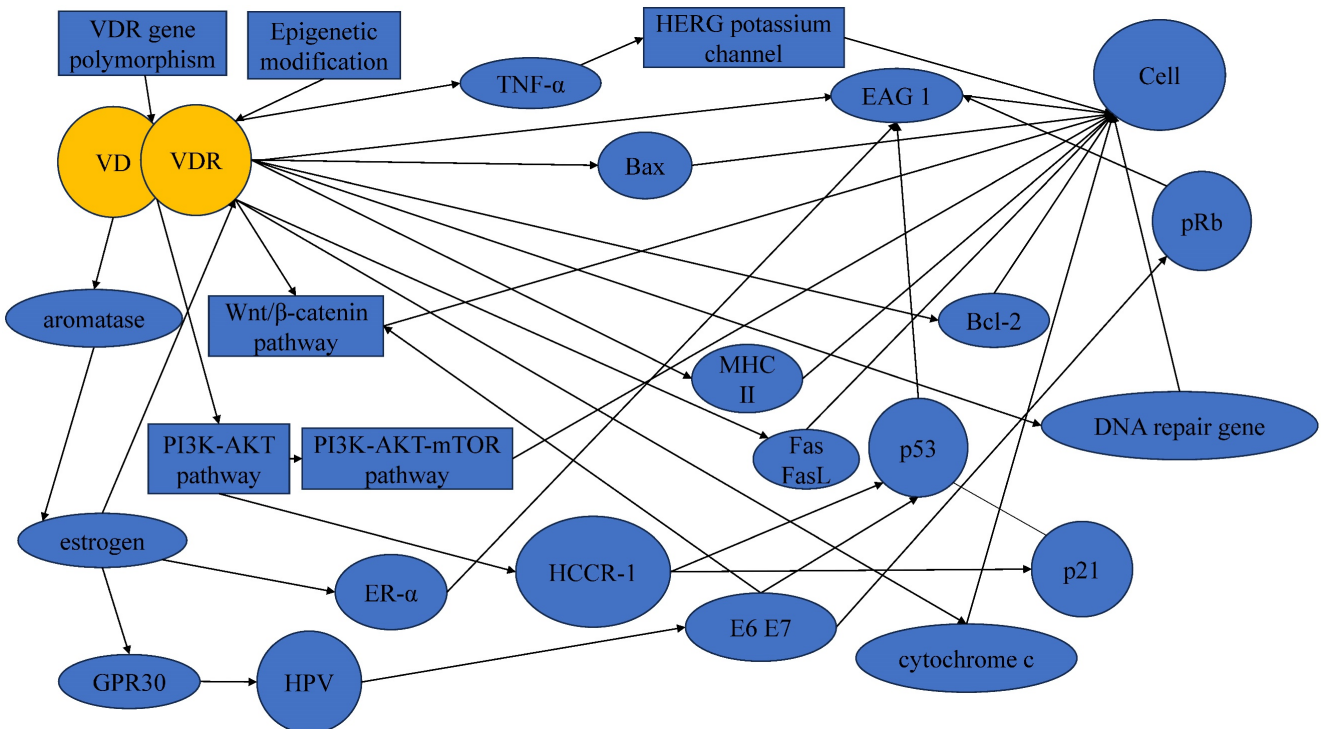 VDR gene
polymorphism
Epigenetic
modification
HERG potassium
channel
TNF-α
EAG 1
Cell
VD
VDR
Bax
pRb
aromatase
Wnt/β-catenin
pathway
Bcl-2
MHC
II
DNA repair gene
PI3K-AKT
pathway
PI3K-AKT-mTOR
pathway
Fas
FasL
p53
estrogen
HCCR-1
p21
ER-α
E6 E7
cytochrome c
GPR30
HPV